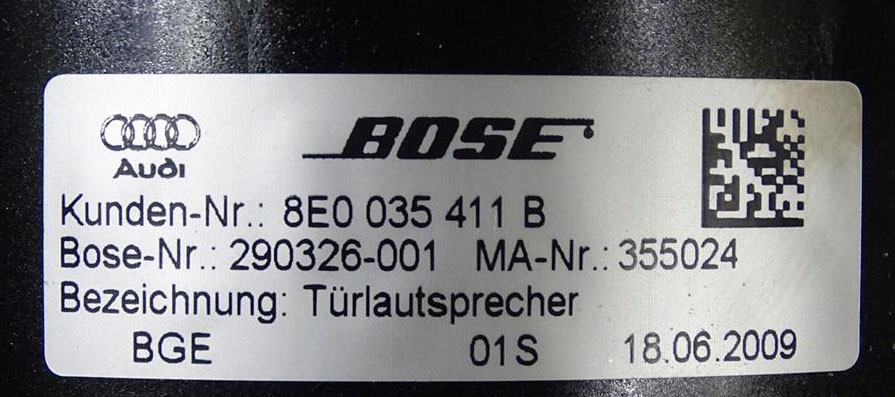 Audi BOSE
Kunden-Nr.: 8E0 035 411 B
Bose-Nr.: 290326-001 MA-Nr.: 355024
Bezeichnung: Türlautsprecher
BGE 01S 18.06.2009